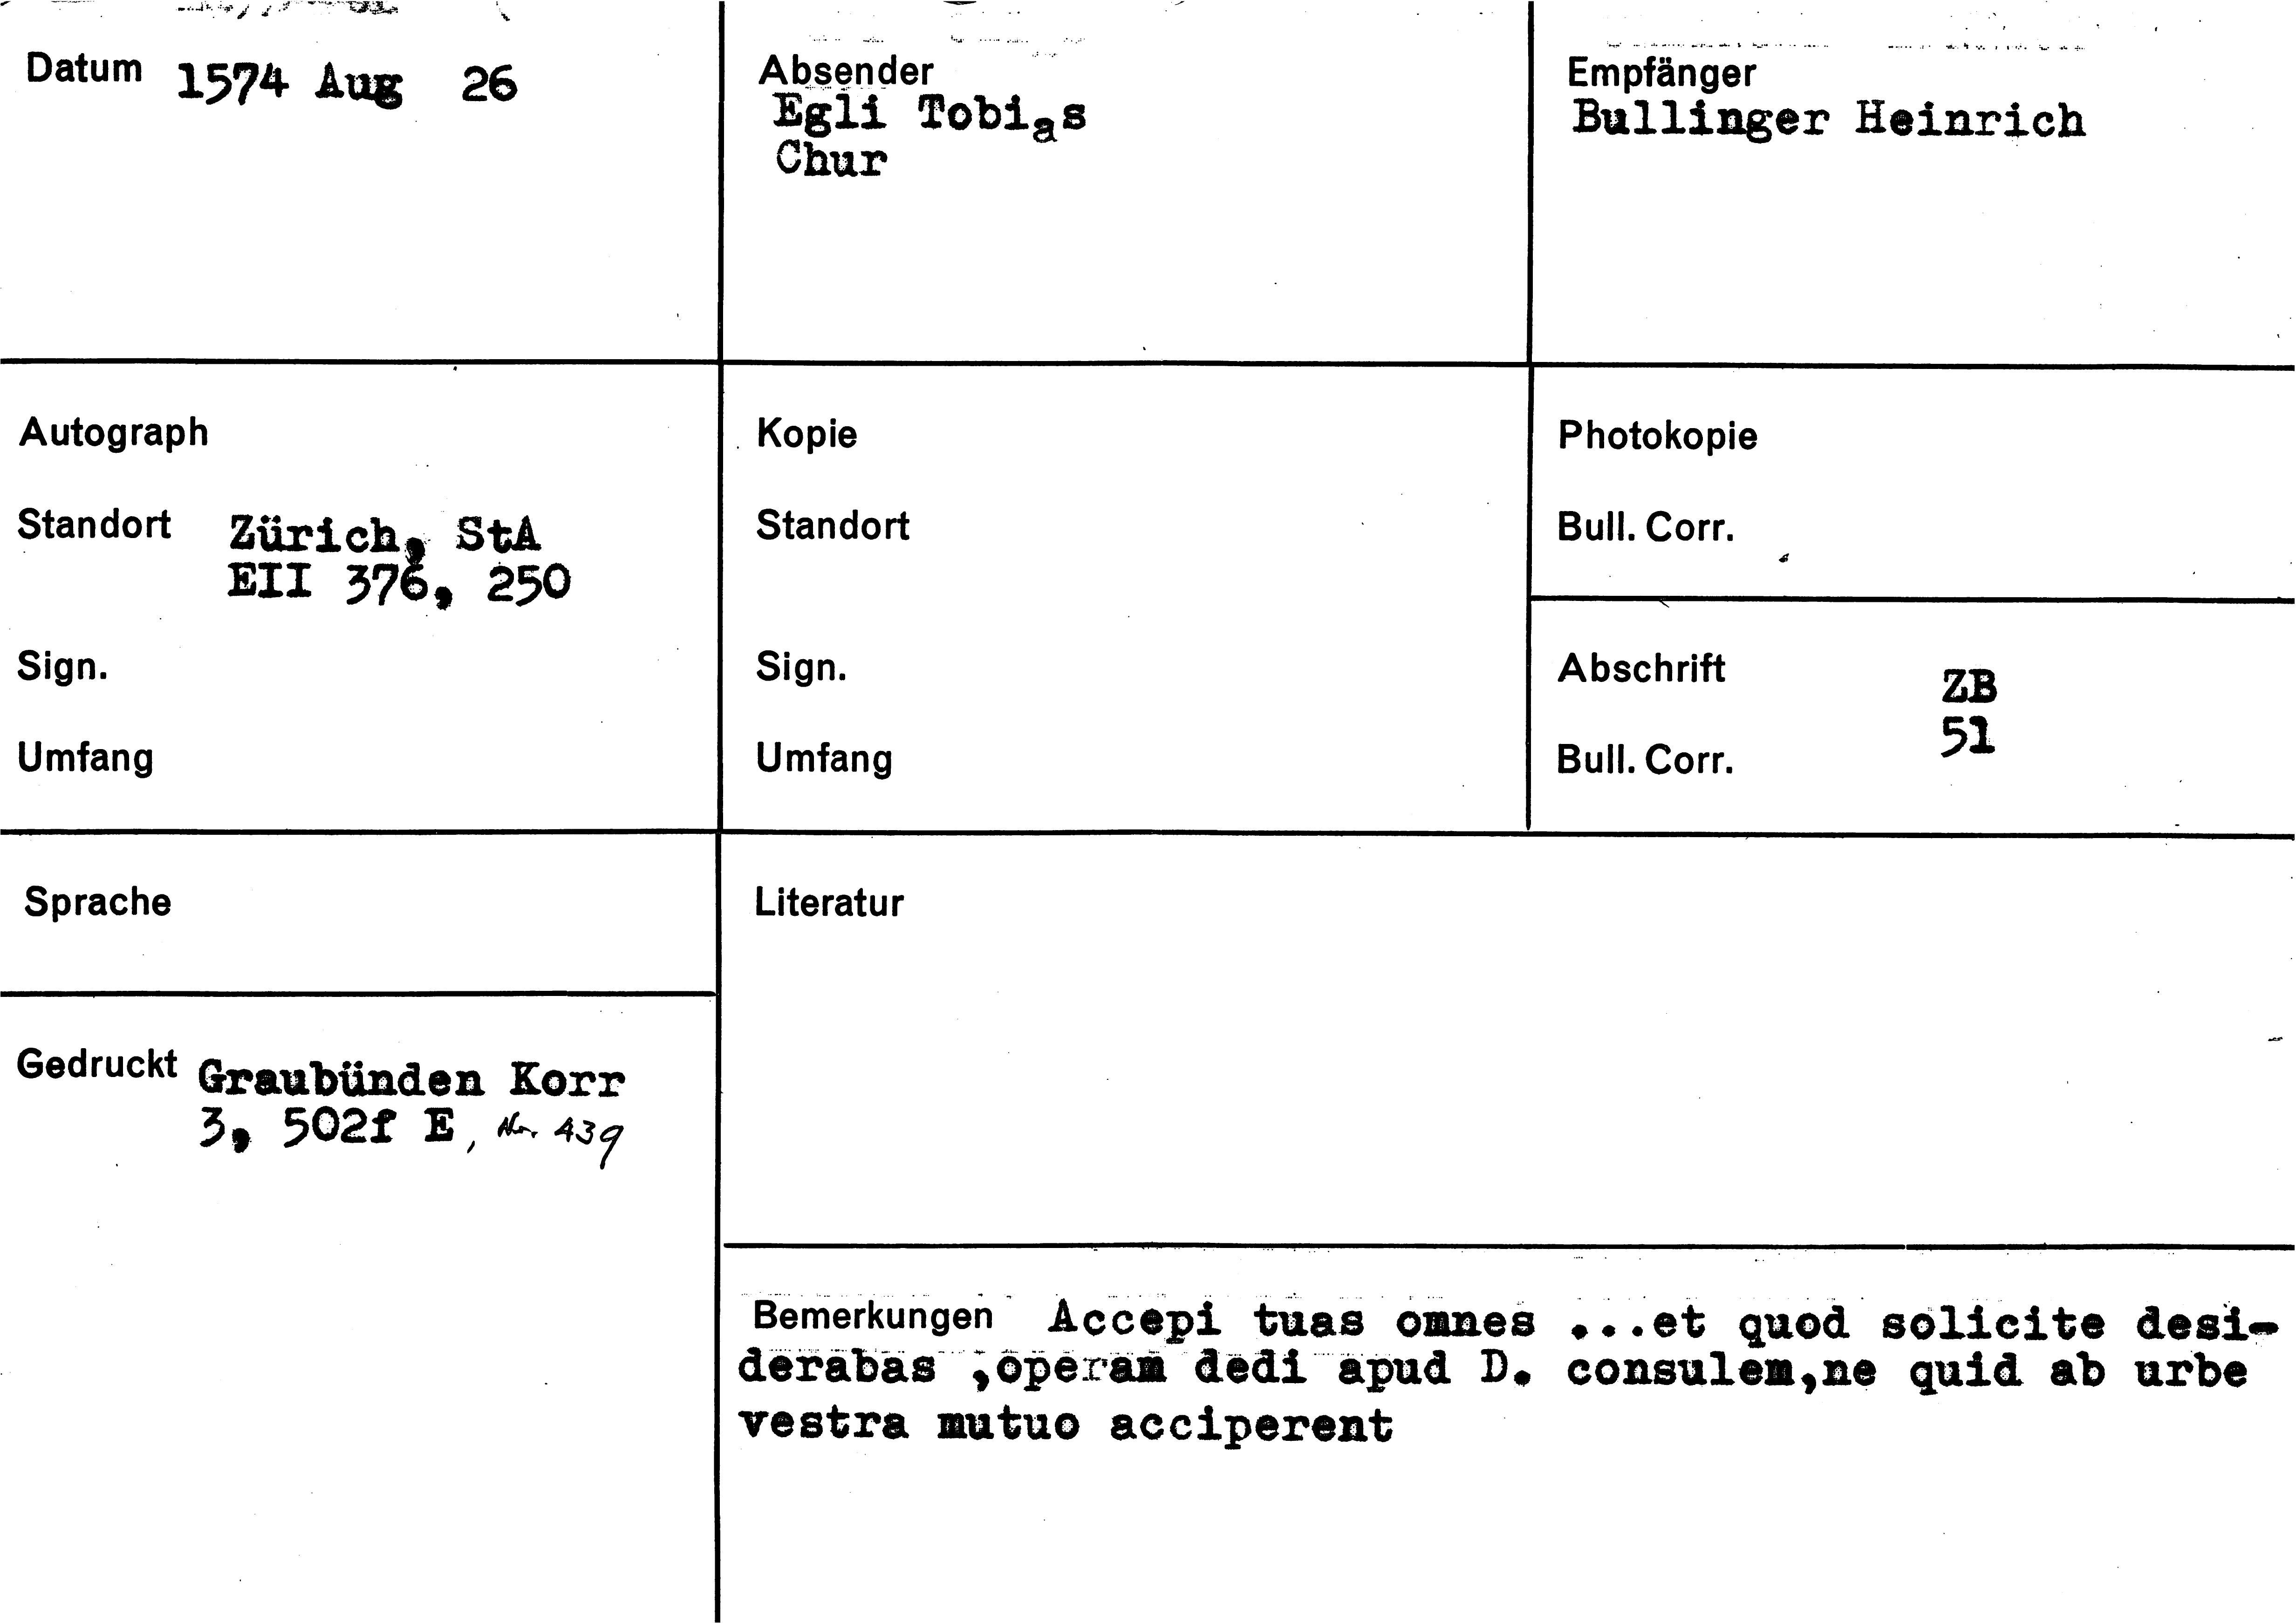 Datum 1574 Aug 26
Absender
Egli Tobias
Chur
Empfänger
Bullinger Heinrich
Autograph
Standort Zürich, StA
EII 376, 250
Sign.
Umfang
Kopie
Standort
Sign.
Umfang
Photokopie
Bull. Corr.
Abschrift ZB
51
Bull. Corr.
Sprache
Gedruckt Graubünden Korr
3, 502f E, Nr. 439
Literatur
Bemerkungen Accepi tuas omnes ...et quod solicite desi-
derabas ,operam dedi apud D. consulem,ne quid ab urbe
vestra mutuo acciperent